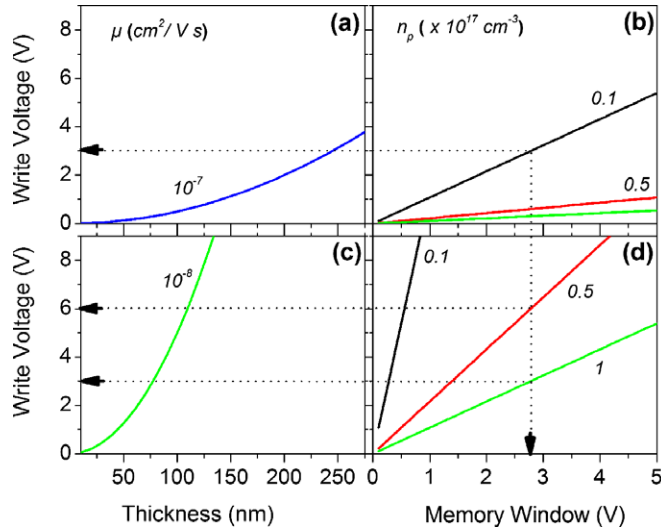 (a)
μ (cm²/ V s)
10⁻⁷
Write Voltage (V)
8
6
4
2
0
(b)
nₚ ( x 10¹⁷ cm⁻³)
0.1
0.5
(c)
10⁻⁸
Write Voltage (V)
8
6
4
2
0
50 100 150 200 250
Thickness (nm)
(d)
0.1
0.5
1
0 1 2 3 4 5
Memory Window (V)